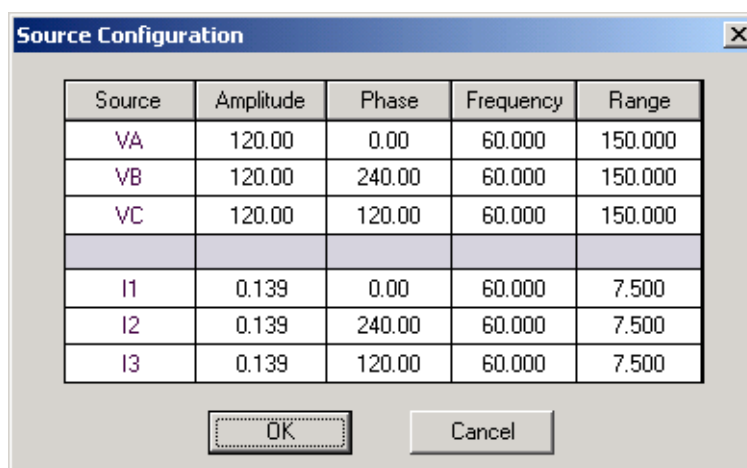 Source Configuration
Source Amplitude Phase Frequency Range
VA 120.00 0.00 60.000 150.000
VB 120.00 240.00 60.000 150.000
VC 120.00 120.00 60.000 150.000
I1 0.139 0.00 60.000 7.500
I2 0.139 240.00 60.000 7.500
I3 0.139 120.00 60.000 7.500
OK Cancel